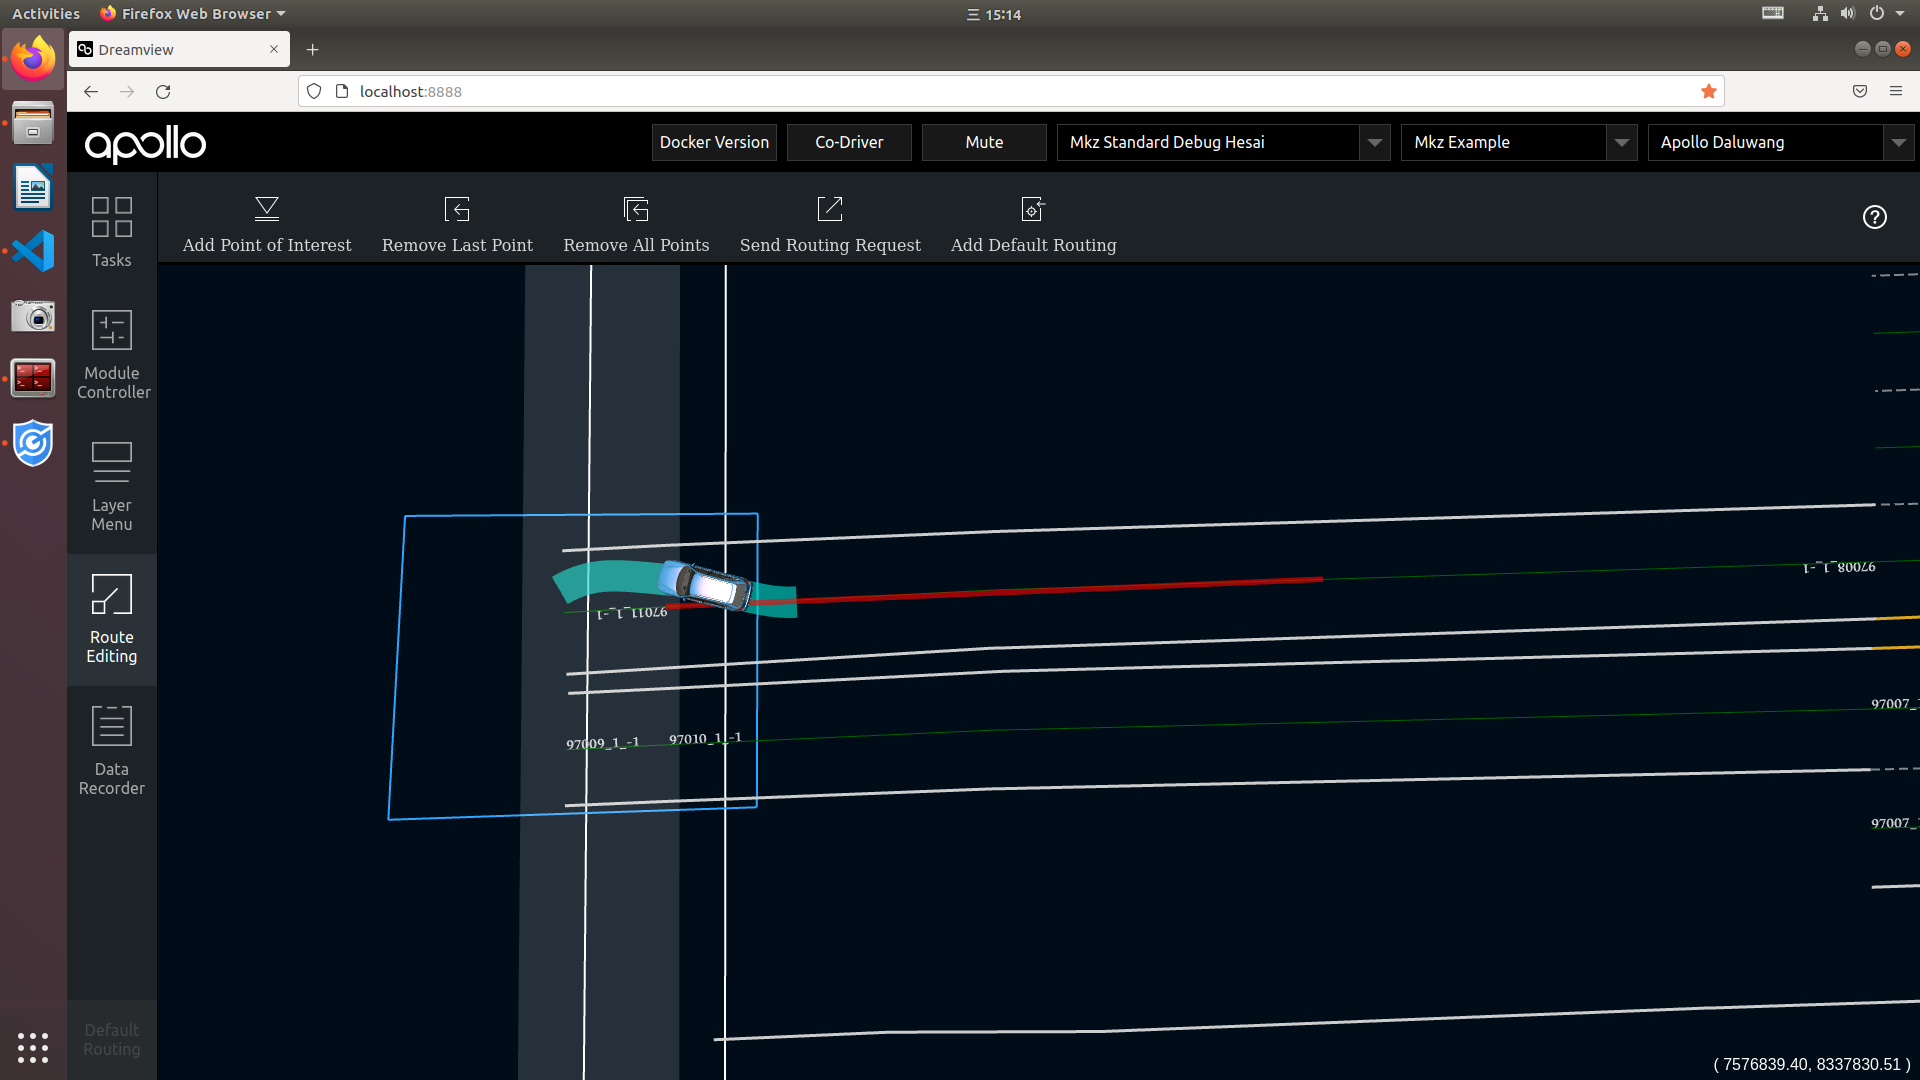 Activities Firefox Web Browser 三 15:14
Dreamview
localhost:8888
apollo Docker Version Co-Driver Mute Mkz Standard Debug Hesai Mkz Example Apollo Daluwang
Add Point of Interest Remove Last Point Remove All Points Send Routing Request Add Default Routing
Tasks
Module
Controller
Layer
Menu
Route
Editing
Data
Recorder
Default
Routing
97008_1_-1
97011_1_-1
97007_1
97009_1_-1 97010_1_-1
97007_1
( 7576839.40, 8337830.51 )